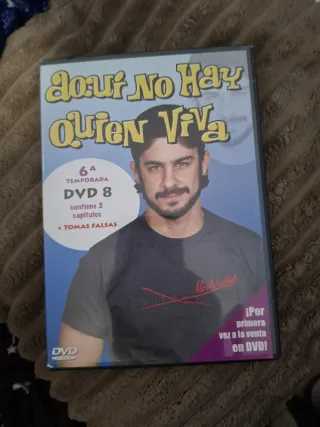 aquí No Hay
Quien Viva
6ª
TEMPORADA
DVD 8
contiene 2
capítulos
+ TOMAS FALSAS
¡Por
primera
vez a la venta
en DVD!
DVD